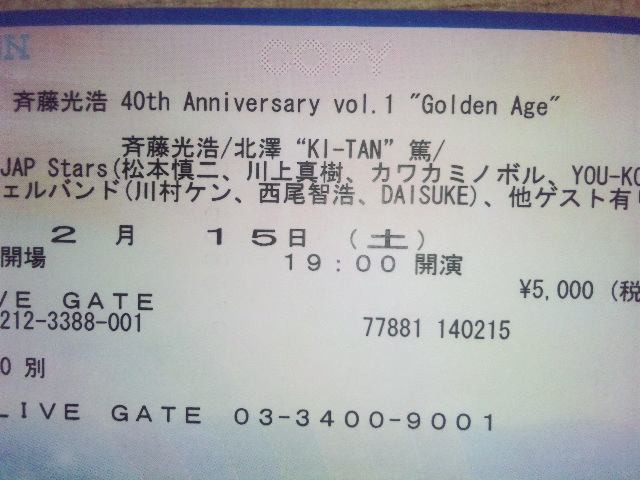 COPY
斉藤光浩 40th Anniversary vol.1 "Golden Age"
斉藤光浩/北澤 “KI-TAN” 篤/
JAP Stars(松本慎二、川上真樹、カワカミノボル、YOU-KO
ェルバンド(川村ケン、西尾智浩、DAISUKE)、他ゲスト有り
2 月 15日 (土)
開場 19:00 開演
¥5,000 (税
VE GATE
212-3388-001 77881 140215
0 別
LIVE GATE 03-3400-9001